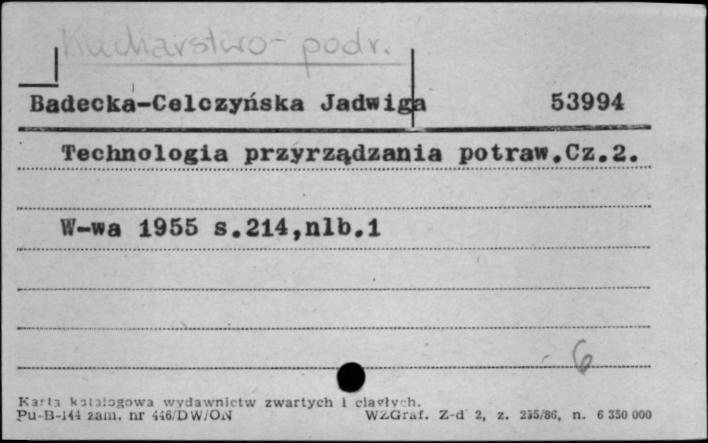 Kucharstwo - podr.
Badecka-Celczyńska Jadwiga 53994
Technologia przyrządzania potraw.Cz.2.
W-wa 1955 s.214,nlb.1
6
Karta katalogowa wydawnictw zwartych i ciągłych.
Pu-B-144 zam. nr 446/DW/ON WZGraf. Z-d 2, z. 235/86, n. 6 350 000